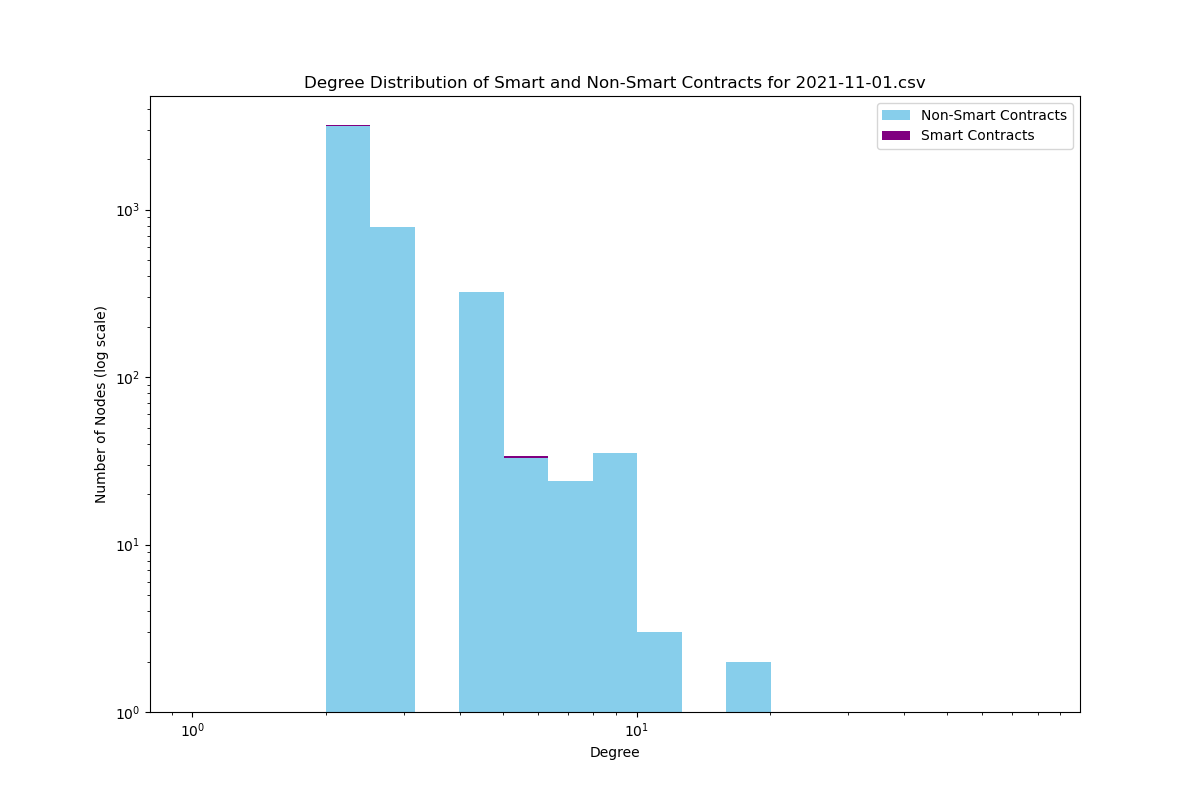 Degree Distribution of Smart and Non-Smart Contracts for 2021-11-01.csv
Non-Smart Contracts
Smart Contracts
Number of Nodes (log scale)
10³
10²
10¹
10⁰
10⁰ 10¹
Degree